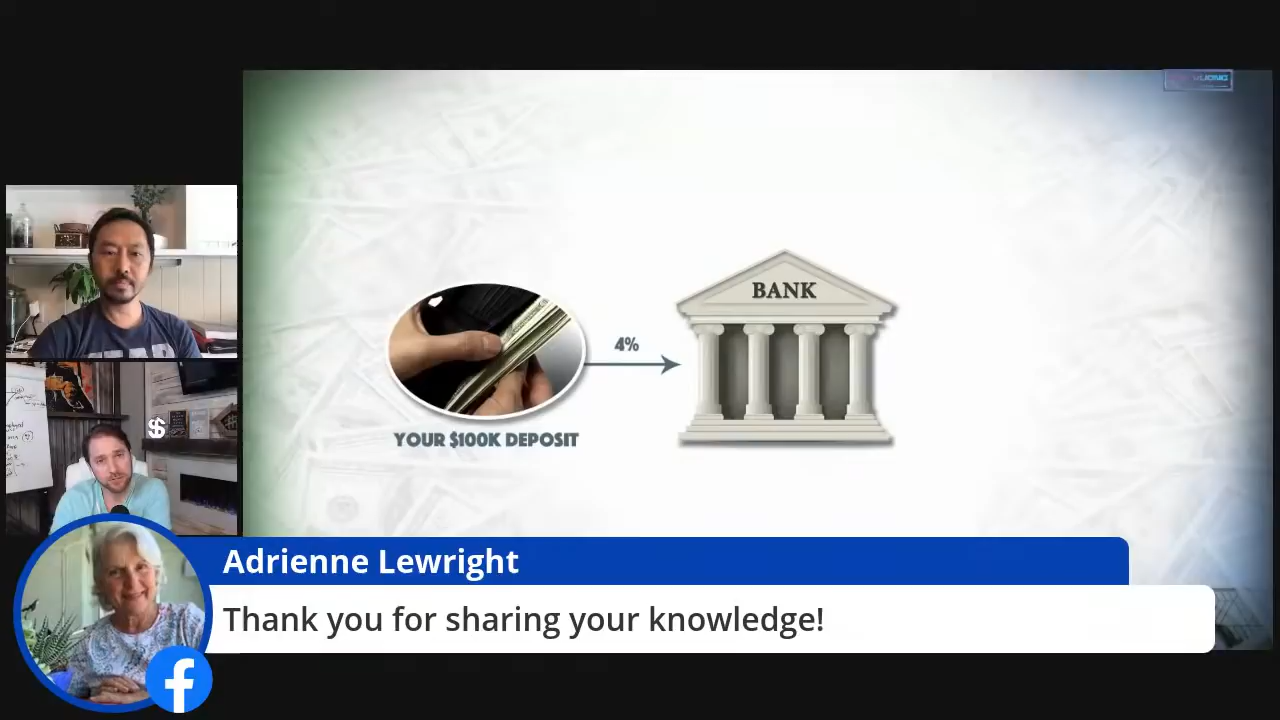 BANK
4%
YOUR $100K DEPOSIT
$
Adrienne Lewright
Thank you for sharing your knowledge!